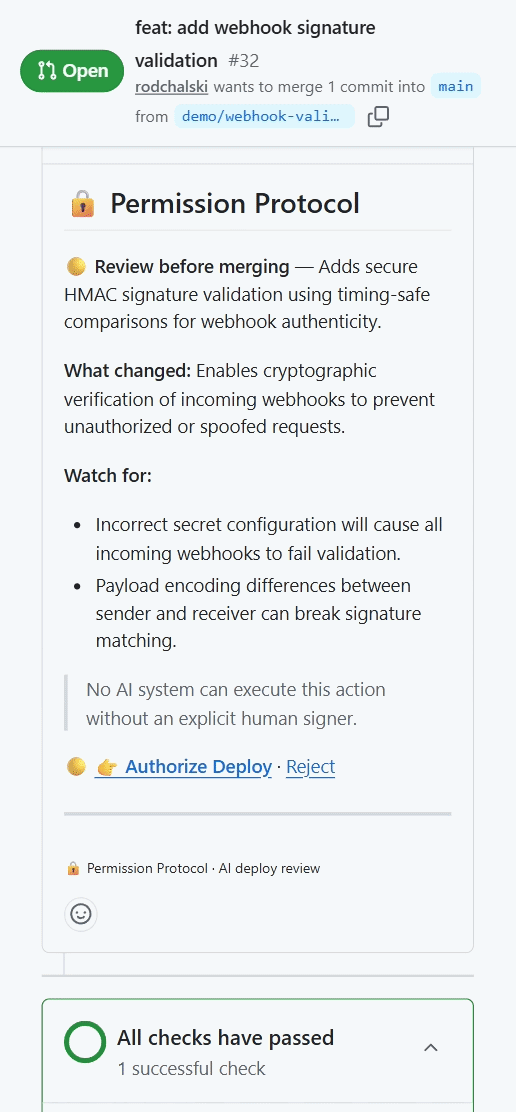 feat: add webhook signature
validation #32
Open
rodchalski wants to merge 1 commit into main
from demo/webhook-vali…
Permission Protocol
Review before merging — Adds secure
HMAC signature validation using timing-safe
comparisons for webhook authenticity.
What changed: Enables cryptographic
verification of incoming webhooks to prevent
unauthorized or spoofed requests.
Watch for:
• Incorrect secret configuration will cause all
incoming webhooks to fail validation.
• Payload encoding differences between
sender and receiver can break signature
matching.
No AI system can execute this action
without an explicit human signer.
👉 Authorize Deploy · Reject
🔒 Permission Protocol · AI deploy review
All checks have passed
1 successful check